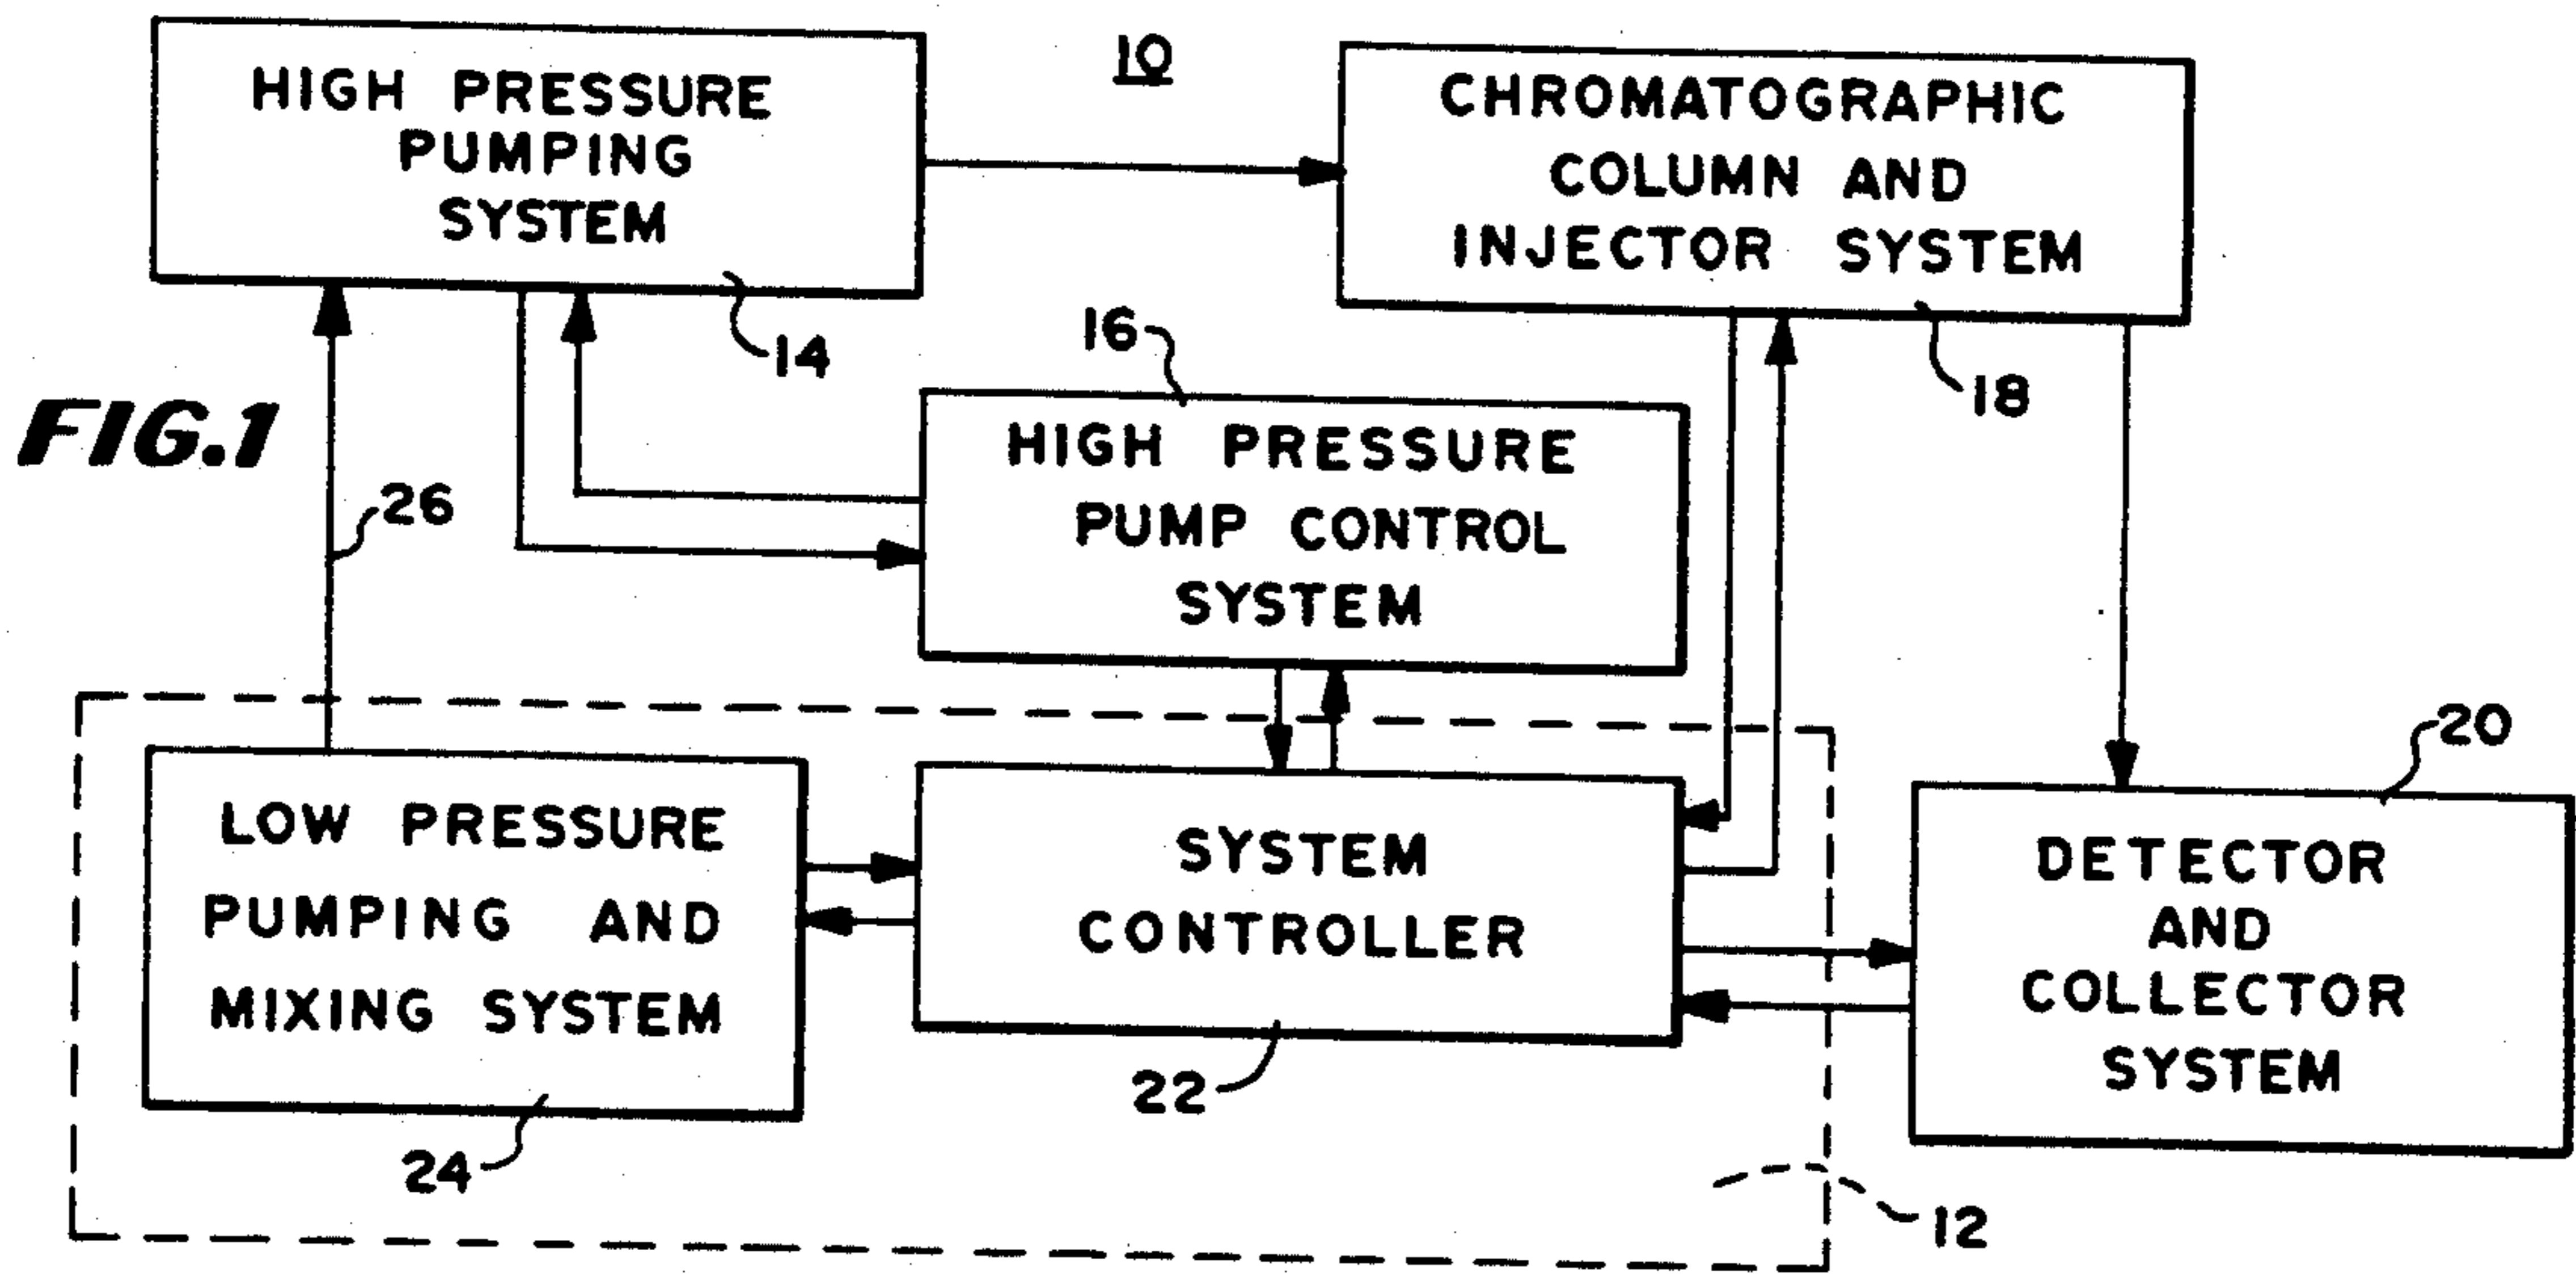 10
HIGH PRESSURE
PUMPING
SYSTEM
14
CHROMATOGRAPHIC
COLUMN AND
INJECTOR SYSTEM
18
16
HIGH PRESSURE
PUMP CONTROL
SYSTEM
FIG.1
26
LOW PRESSURE
PUMPING AND
MIXING SYSTEM
24
SYSTEM
CONTROLLER
22
20
DETECTOR
AND
COLLECTOR
SYSTEM
12